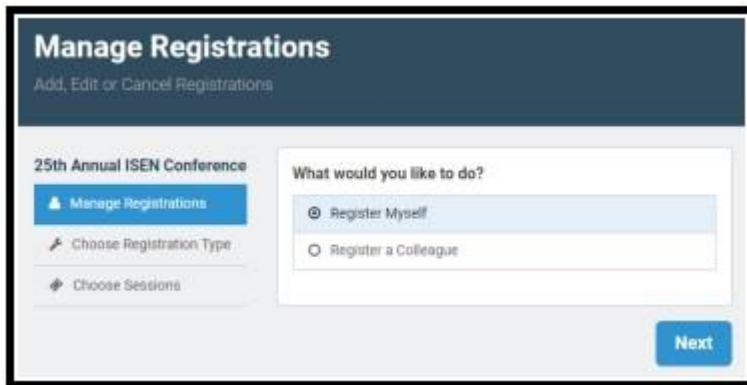 Manage Registrations
Add, Edit or Cancel Registrations
25th Annual ISEN Conference
Manage Registrations
Choose Registration Type
Choose Sessions
What would you like to do?
Register Myself
Register a Colleague
Next